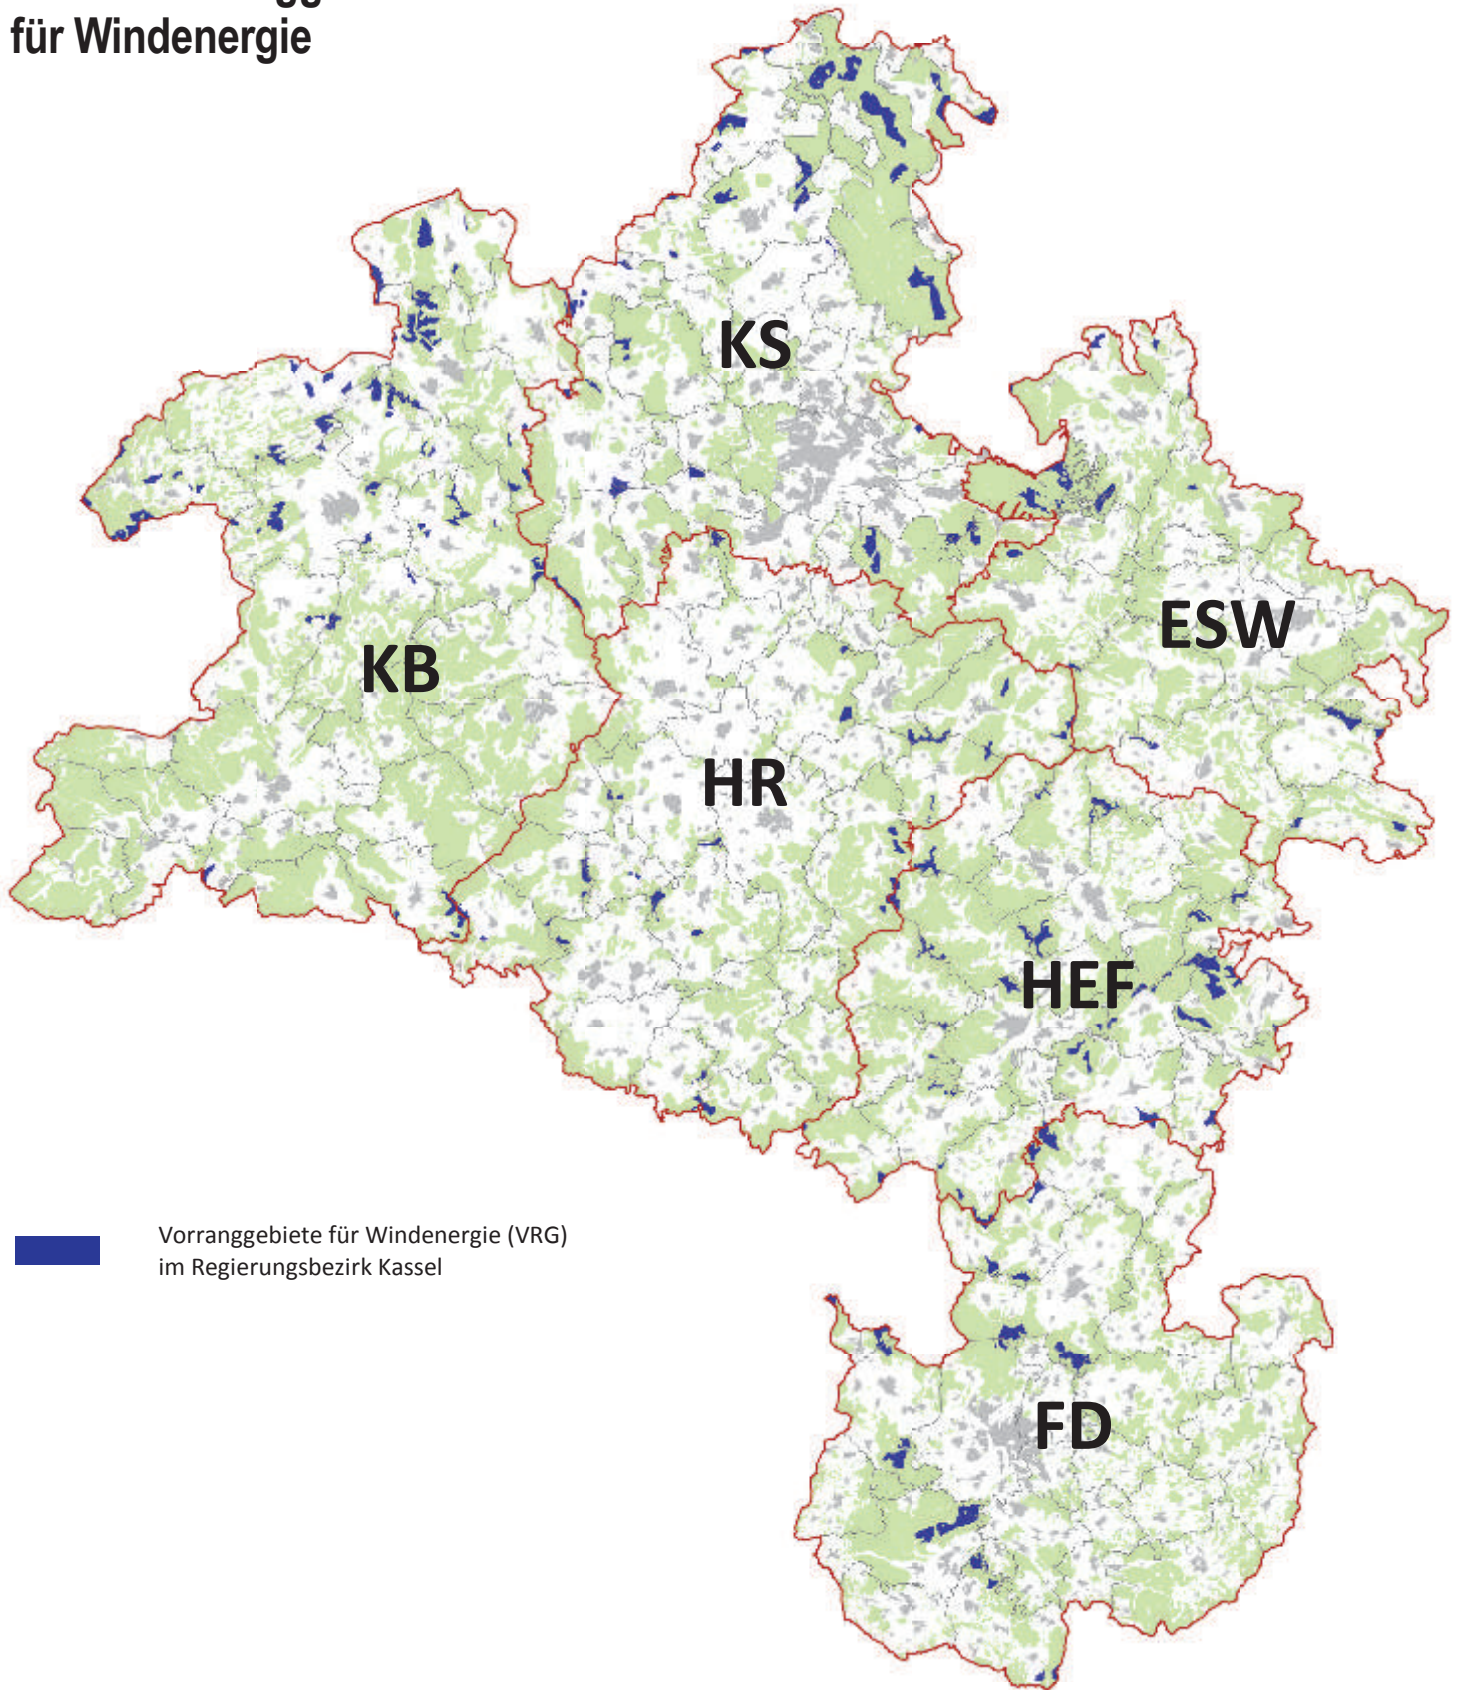 für Windenergie
KS
ESW
KB
HR
HEF
Vorranggebiete für Windenergie (VRG)
im Regierungsbezirk Kassel
FD